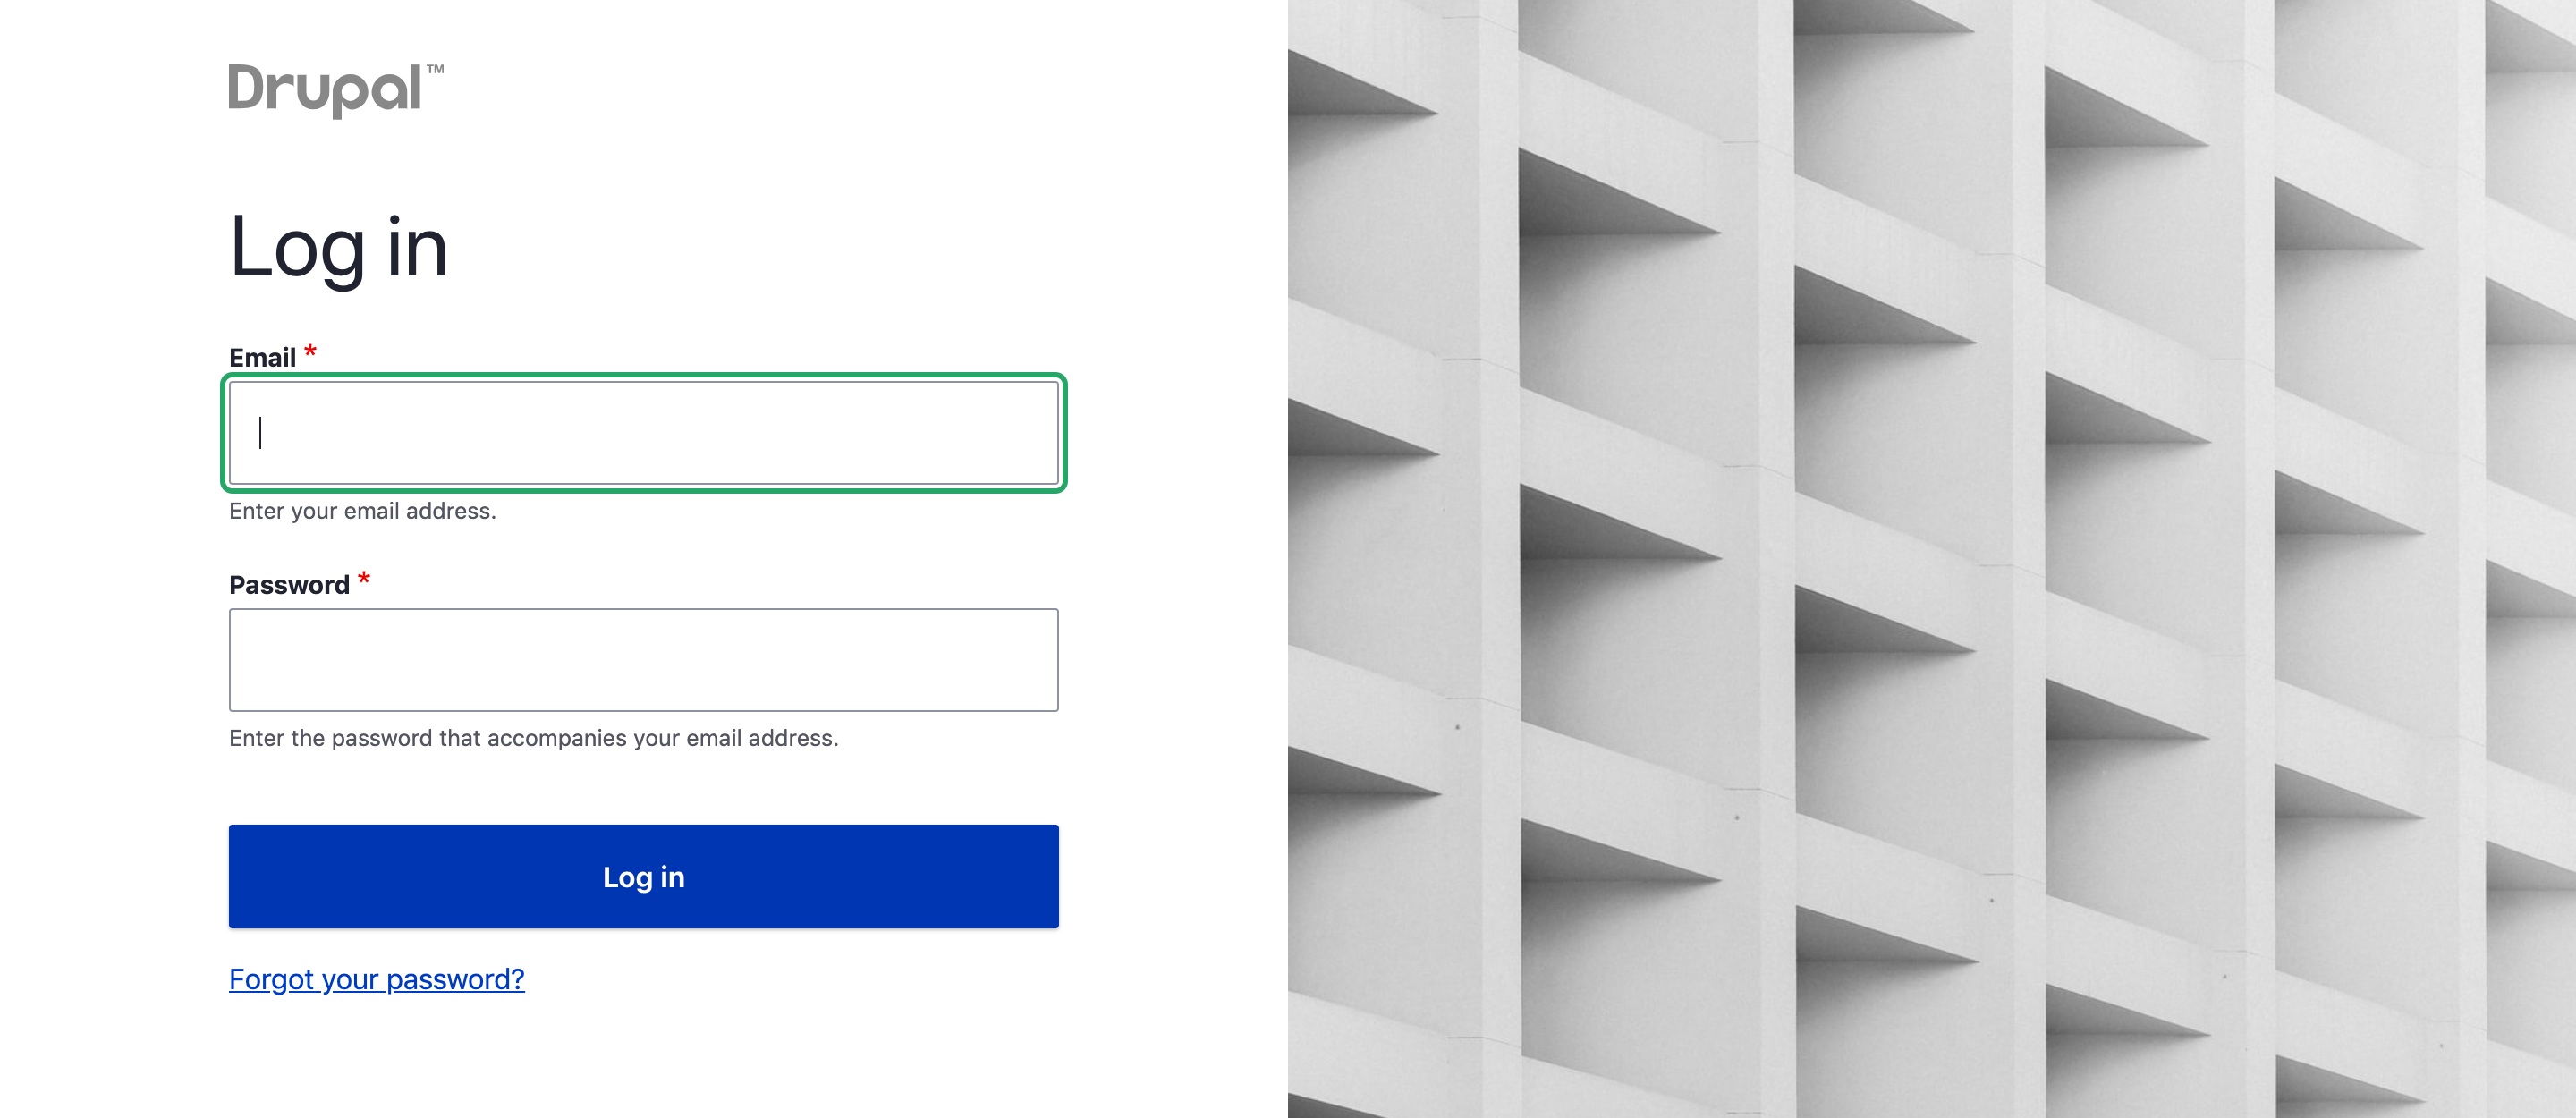 Drupal™
Log in
Email *
Enter your email address.
Password *
Enter the password that accompanies your email address.
Log in
Forgot your password?